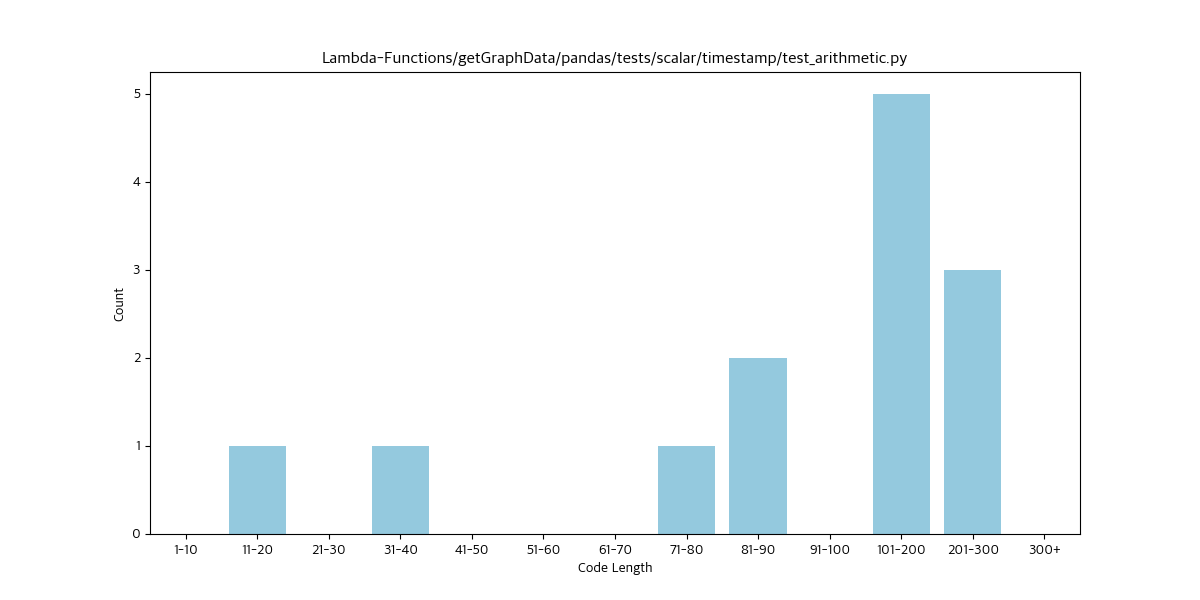 Lambda-Functions/getGraphData/pandas/tests/scalar/timestamp/test_arithmetic.py
5
4
3
2
1
0
Count
1-10 11-20 21-30 31-40 41-50 51-60 61-70 71-80 81-90 91-100 101-200 201-300 300+
Code Length